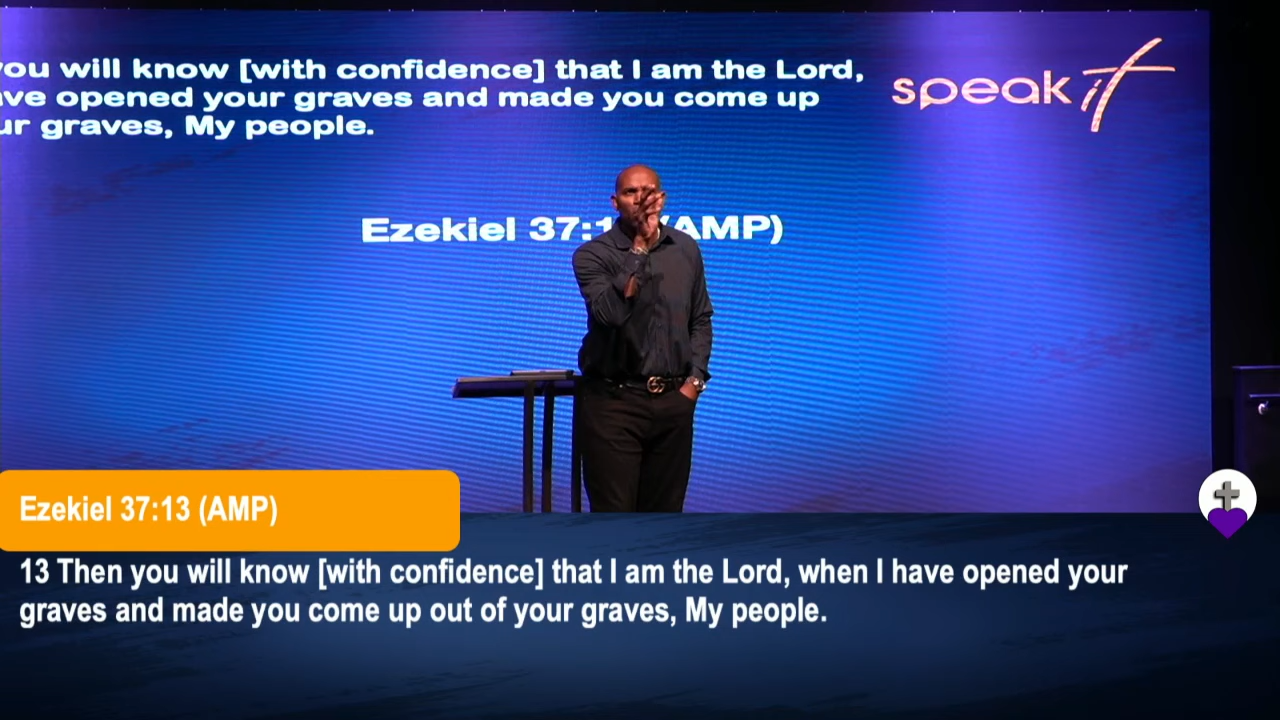 you will know [with confidence] that I am the Lord,
ave opened your graves and made you come up
ur graves, My people.
speak it
Ezekiel 37:1 (AMP)
Ezekiel 37:13 (AMP)
13 Then you will know [with confidence] that I am the Lord, when I have opened your
graves and made you come up out of your graves, My people.